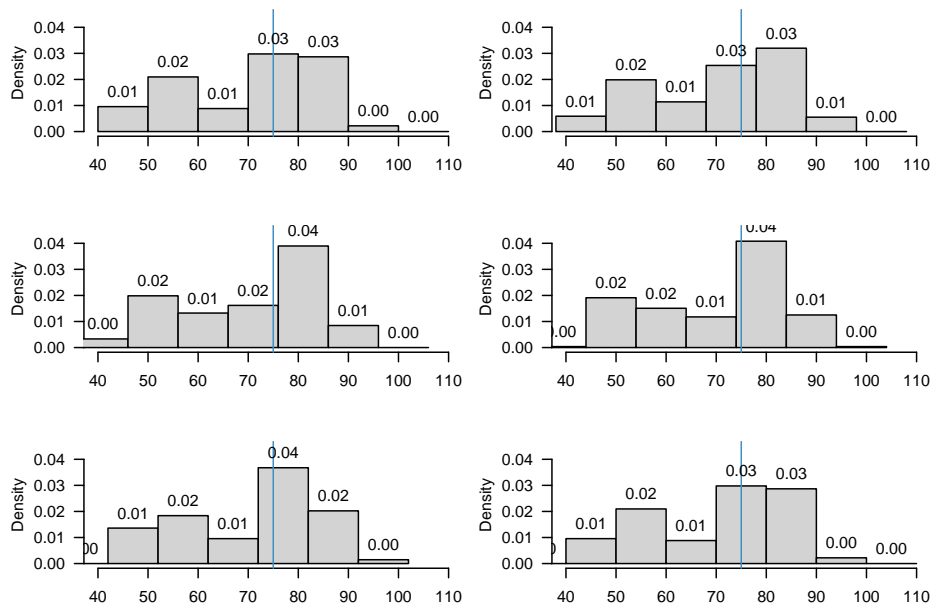 Density
0.00 0.01 0.02 0.03 0.04
0.01 0.02 0.01 0.03 0.03 0.00 0.00
40 50 60 70 80 90 100 110
Density
0.00 0.01 0.02 0.03 0.04
0.01 0.02 0.01 0.03 0.03 0.01 0.00
40 50 60 70 80 90 100 110
Density
0.00 0.01 0.02 0.03 0.04
0.00 0.02 0.01 0.02 0.04 0.01 0.00
40 50 60 70 80 90 100 110
Density
0.00 0.01 0.02 0.03 0.04
0.02 0.02 0.01 0.04 0.01 0.00
40 50 60 70 80 90 100 110
Density
0.00 0.01 0.02 0.03 0.04
0.01 0.02 0.01 0.04 0.02 0.00
40 50 60 70 80 90 100 110
Density
0.00 0.01 0.02 0.03 0.04
0.01 0.02 0.01 0.03 0.03 0.00 0.00
40 50 60 70 80 90 100 110